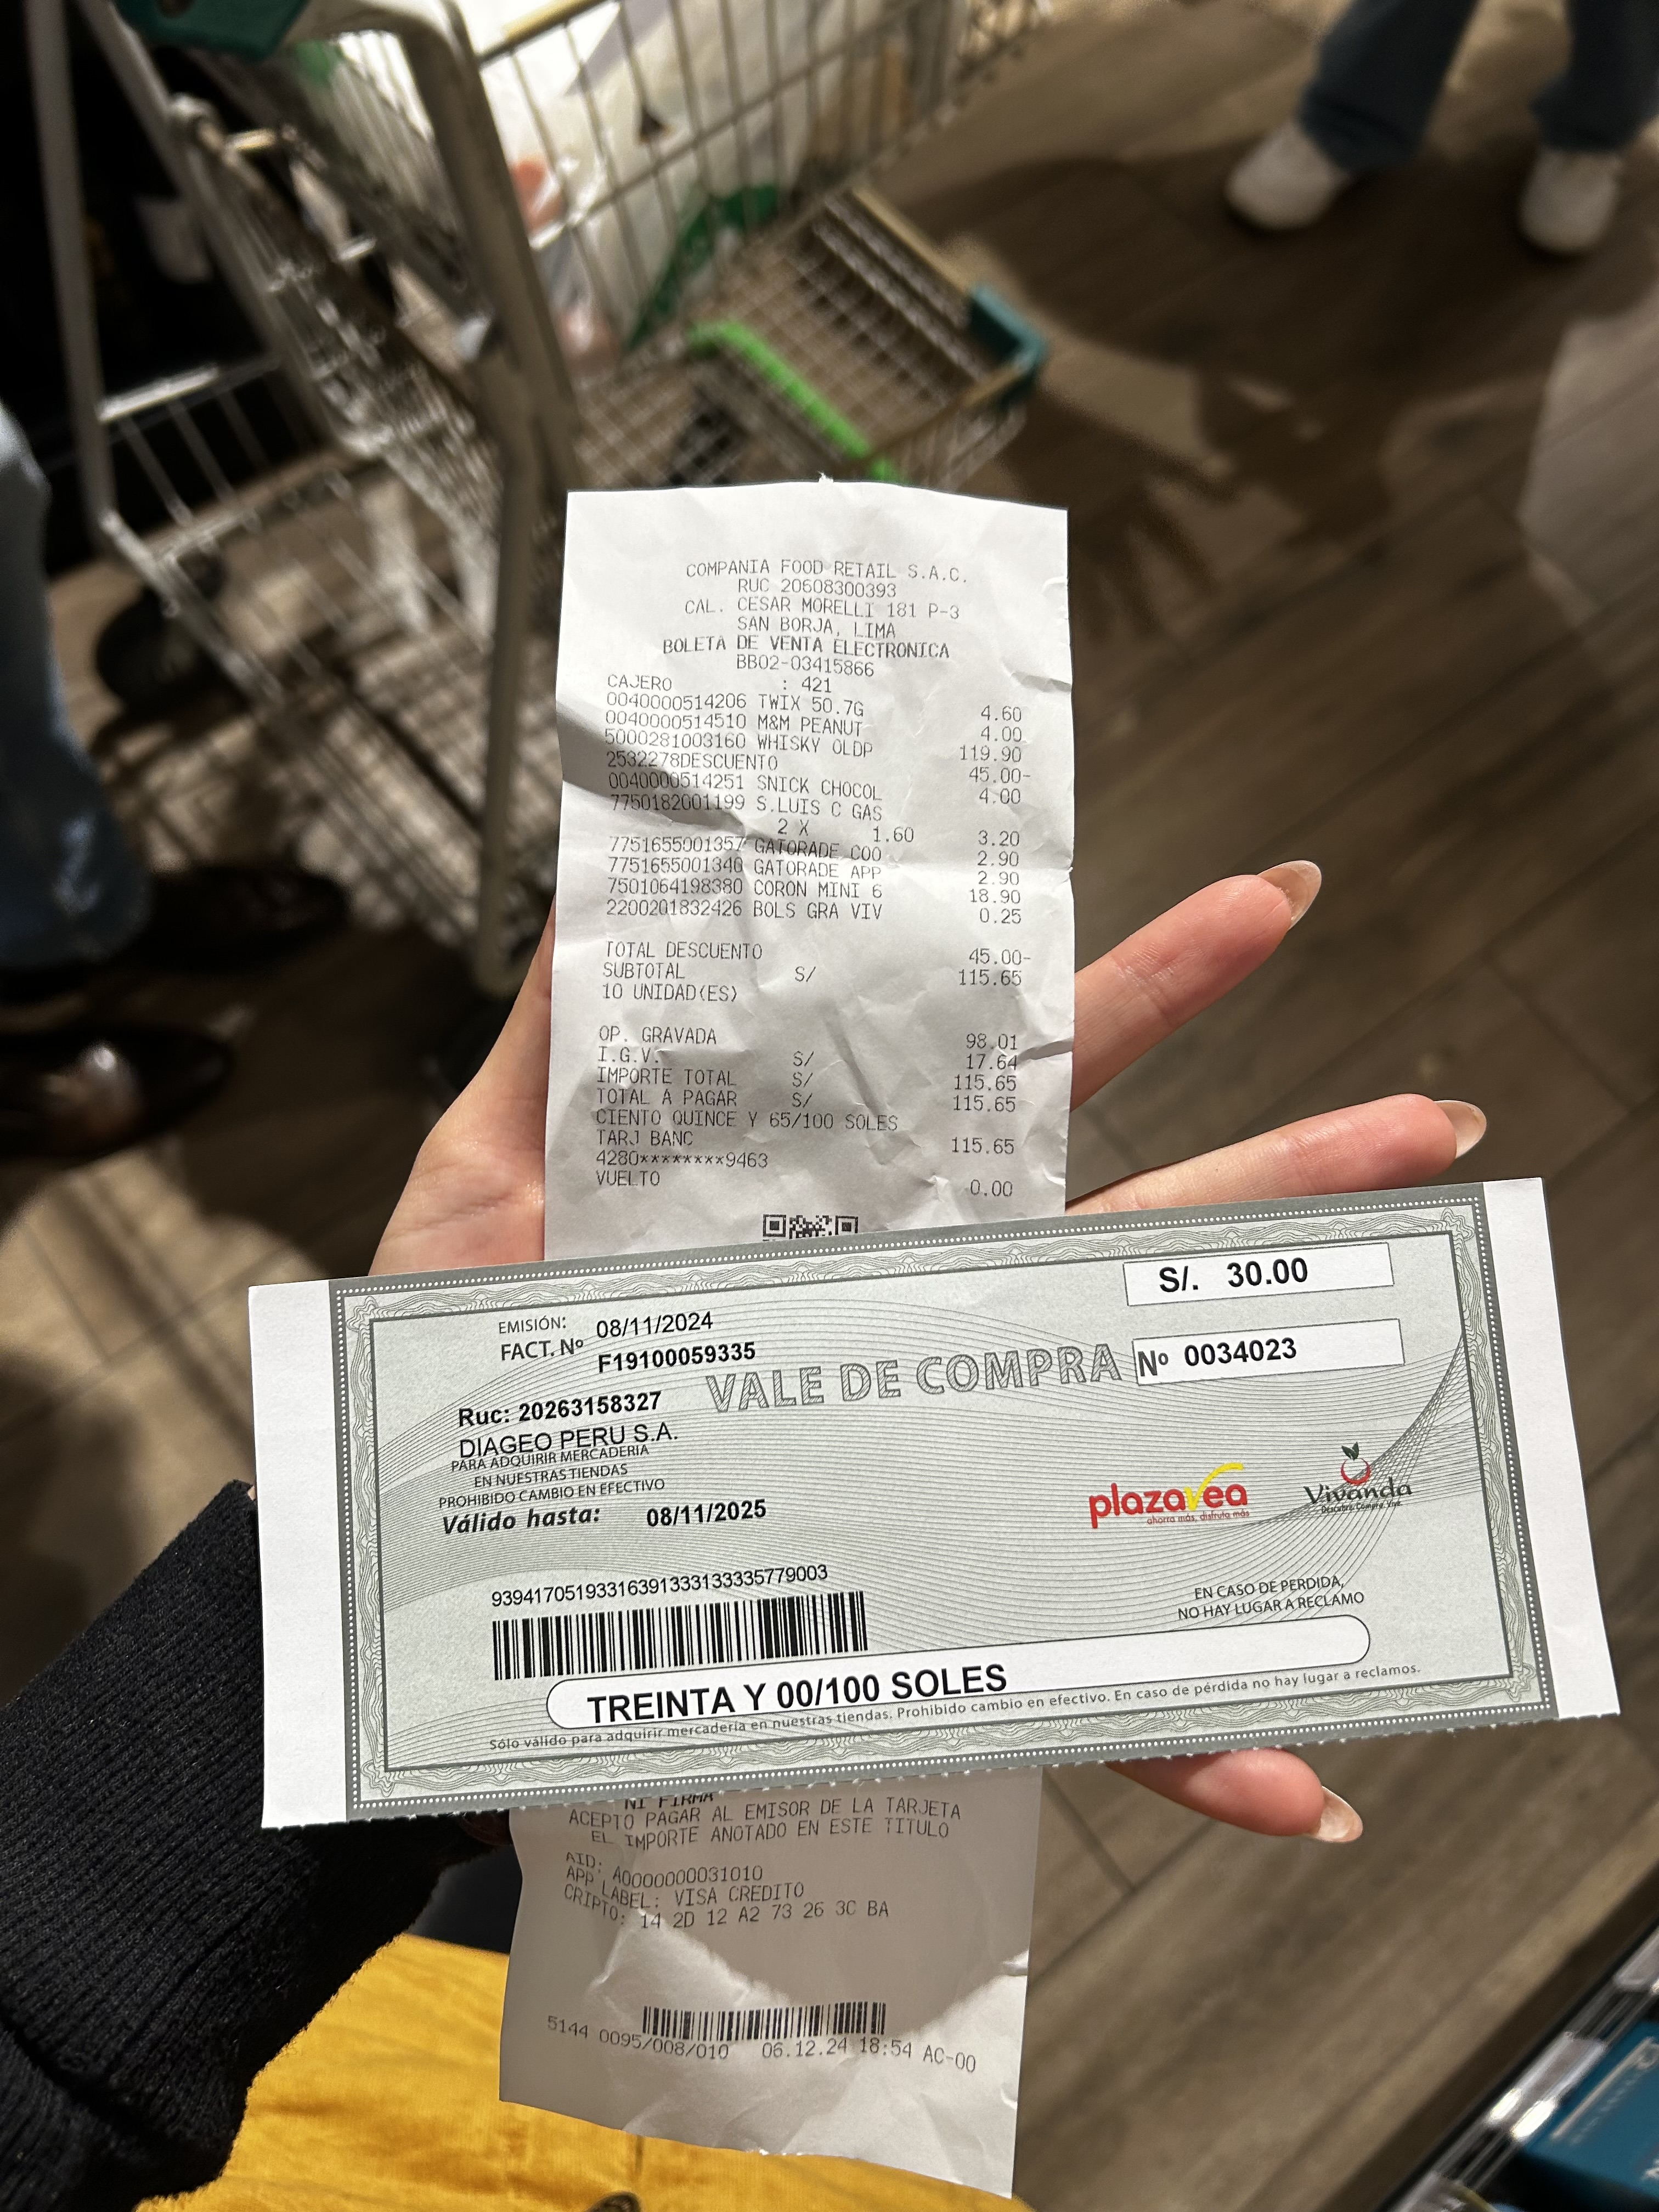 COMPANIA FOOD RETAIL S.A.C.
RUC 20608300393
CAL. CESAR MORELLI 181 P-3
SAN BORJA, LIMA
BOLETA DE VENTA ELECTRONICA
BB02-03415866
CAJERO : 421
0040000514206 TWIX 50.7G 4.60
0040000514510 M&M PEANUT 4.00
5000281003160 WHISKY OLDP 119.90
2532278DESCUENTO 45.00-
0040000514251 SNICK CHOCOL 4.00
7750182001199 S.LUIS C GAS
2 X 1.60 3.20
7751655001357 GATORADE COO 2.90
7751655001340 GATORADE APP 2.90
7501064198380 CORON MINI 6 18.90
2200201832426 BOLS GRA VIV 0.25
TOTAL DESCUENTO 45.00-
SUBTOTAL S/ 115.65
10 UNIDAD(ES)
OP. GRAVADA 98.01
I.G.V. S/ 17.64
IMPORTE TOTAL S/ 115.65
TOTAL A PAGAR S/ 115.65
CIENTO QUINCE Y 65/100 SOLES
TARJ BANC 115.65
4280********9463
VUELTO 0.00
S/. 30.00
EMISIÓN: 08/11/2024
FACT. Nº F19100059335
VALE DE COMPRA Nº 0034023
Ruc: 20263158327
DIAGEO PERU S.A.
PARA ADQUIRIR MERCADERIA
EN NUESTRAS TIENDAS
PROHIBIDO CAMBIO EN EFECTIVO
Válido hasta: 08/11/2025
plazavea
ahorra más, disfruta más
Vivanda
Descubre. Compra. Vive.
9394170519331639133313333577 9003
EN CASO DE PERDIDA,
NO HAY LUGAR A RECLAMO
TREINTA Y 00/100 SOLES
Sólo válido para adquirir mercadería en nuestras tiendas. Prohibido cambio en efectivo. En caso de pérdida no hay lugar a reclamos.
NI FIRMA
ACEPTO PAGAR AL EMISOR DE LA TARJETA
EL IMPORTE ANOTADO EN ESTE TITULO
AID: A0000000031010
APP LABEL: VISA CREDITO
CRIPTO: 14 2D 12 A2 73 26 3C BA
5144 0095/008/010 06.12.24 18:54 AC-00